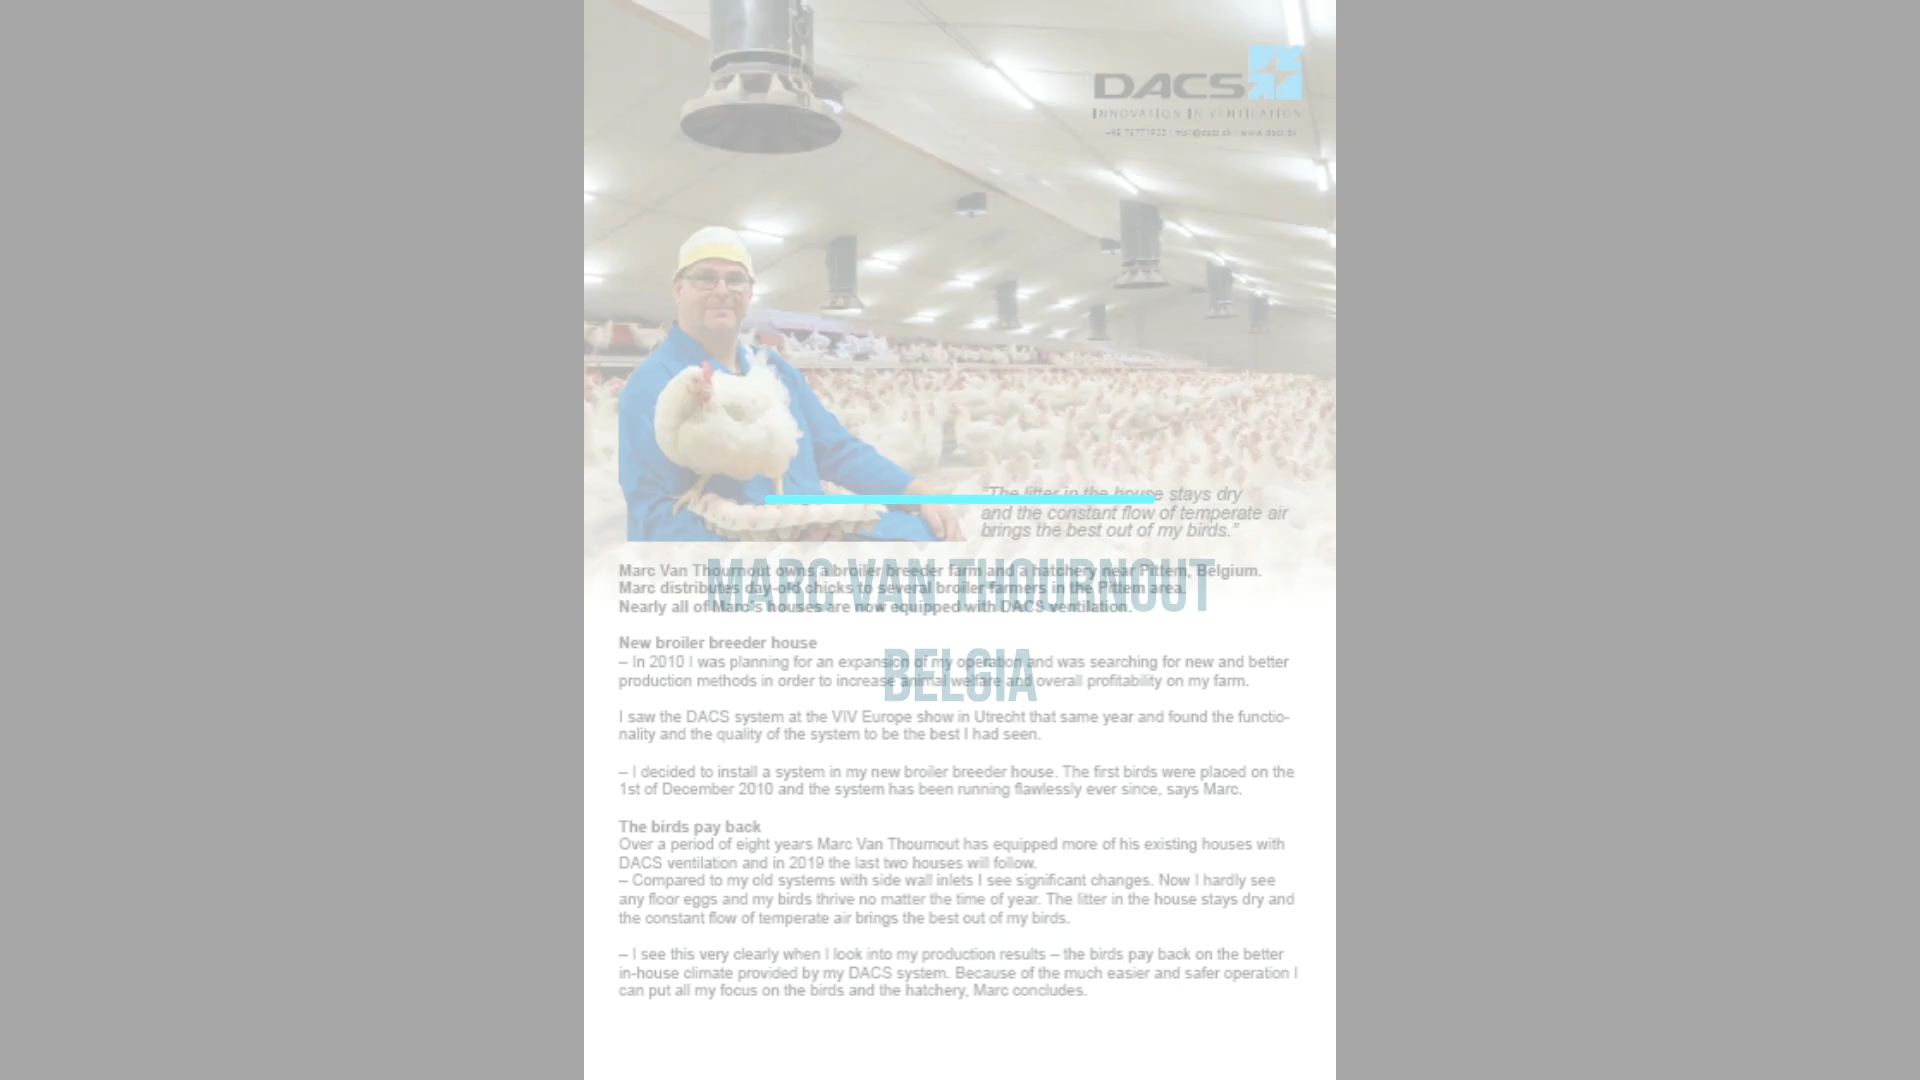 DACS
INNOVATION IN VENTILATION
"The litter in the house stays dry
and the constant flow of temperate air
brings the best out of my birds."
Marc Van Thournout owns a broiler breeder farm and a hatchery near Pittem, Belgium.
Marc distributes day-old chicks to several broiler farmers in the Pittem area.
Nearly all of Marc's houses are now equipped with DACS ventilation.
MARC VAN THOURNOUT
BELGIA
New broiler breeder house
– In 2010 I was planning for an expansion of my operation and was searching for new and better
production methods in order to increase animal welfare and overall profitability on my farm.
I saw the DACS system at the VIV Europe show in Utrecht that same year and found the functio-
nality and the quality of the system to be the best I had seen.
– I decided to install a system in my new broiler breeder house. The first birds were placed on the
1st of December 2010 and the system has been running flawlessly ever since, says Marc.
The birds pay back
Over a period of eight years Marc Van Thournout has equipped more of his existing houses with
DACS ventilation and in 2019 the last two houses will follow.
– Compared to my old systems with side wall inlets I see significant changes. Now I hardly see
any floor eggs and my birds thrive no matter the time of year. The litter in the house stays dry and
the constant flow of temperate air brings the best out of my birds.
– I see this very clearly when I look into my production results – the birds pay back on the better
in-house climate provided by my DACS system. Because of the much easier and safer operation I
can put all my focus on the birds and the hatchery, Marc concludes.